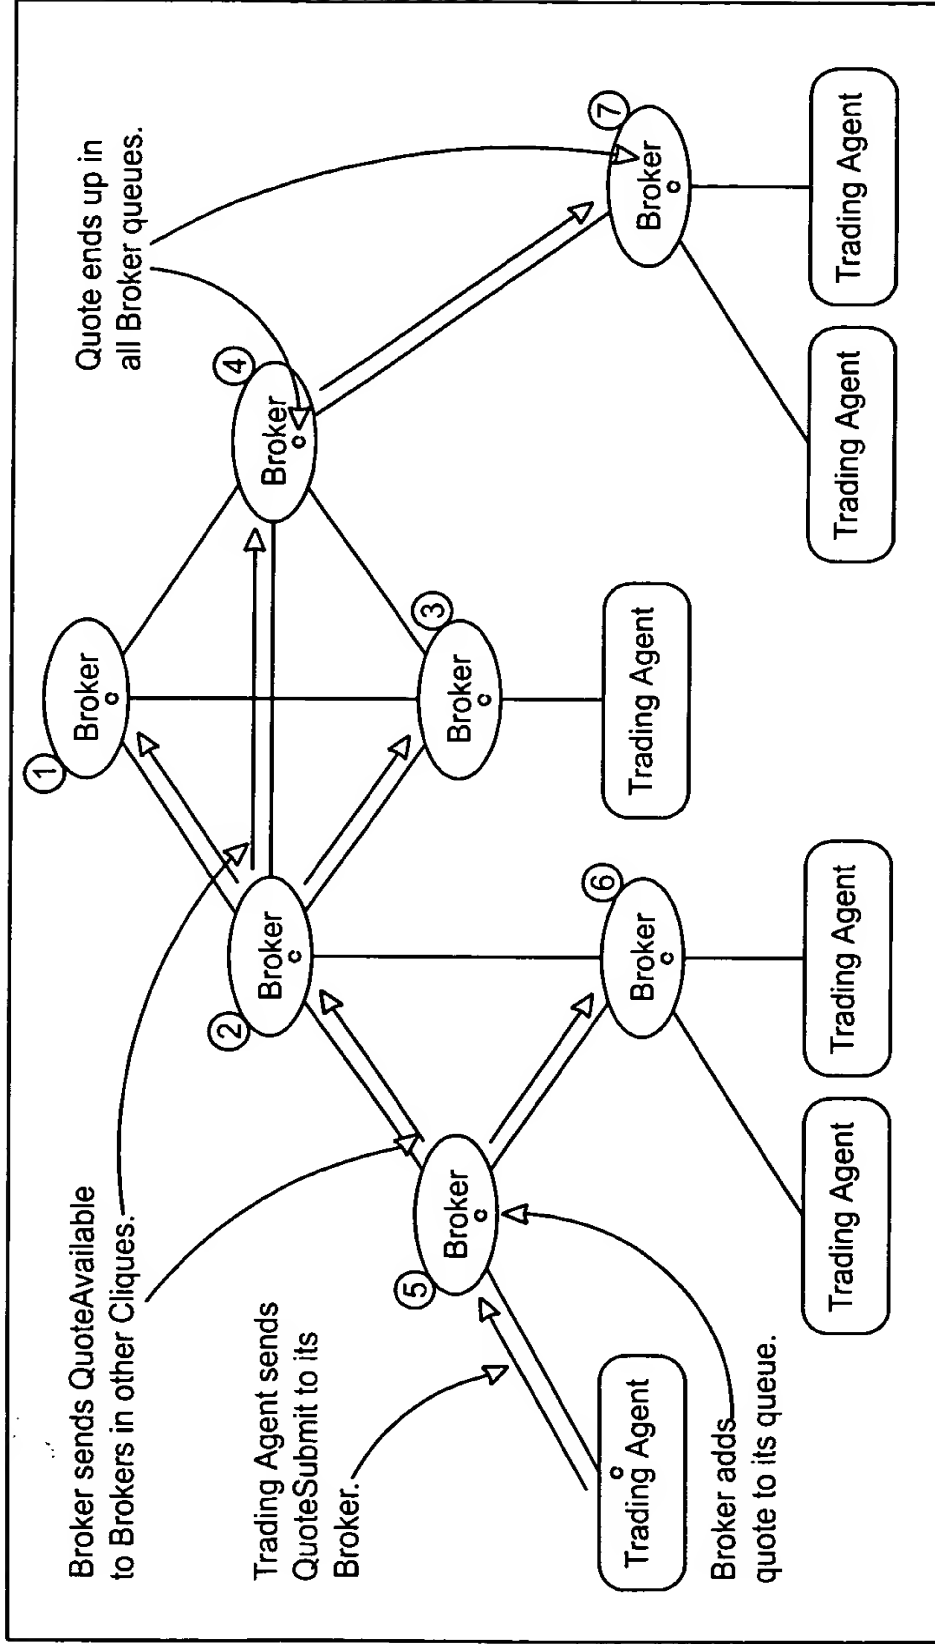 Quote ends up in
all Broker queues.
Broker sends QuoteAvailable
to Brokers in other Cliques.
Trading Agent sends
QuoteSubmit to its
Broker.
Broker adds
quote to its queue.
1
Broker
2
Broker
4
Broker
3
Broker
5
Broker
6
Broker
7
Broker
Trading Agent
Trading Agent
Trading Agent
Trading Agent
Trading Agent
Trading Agent